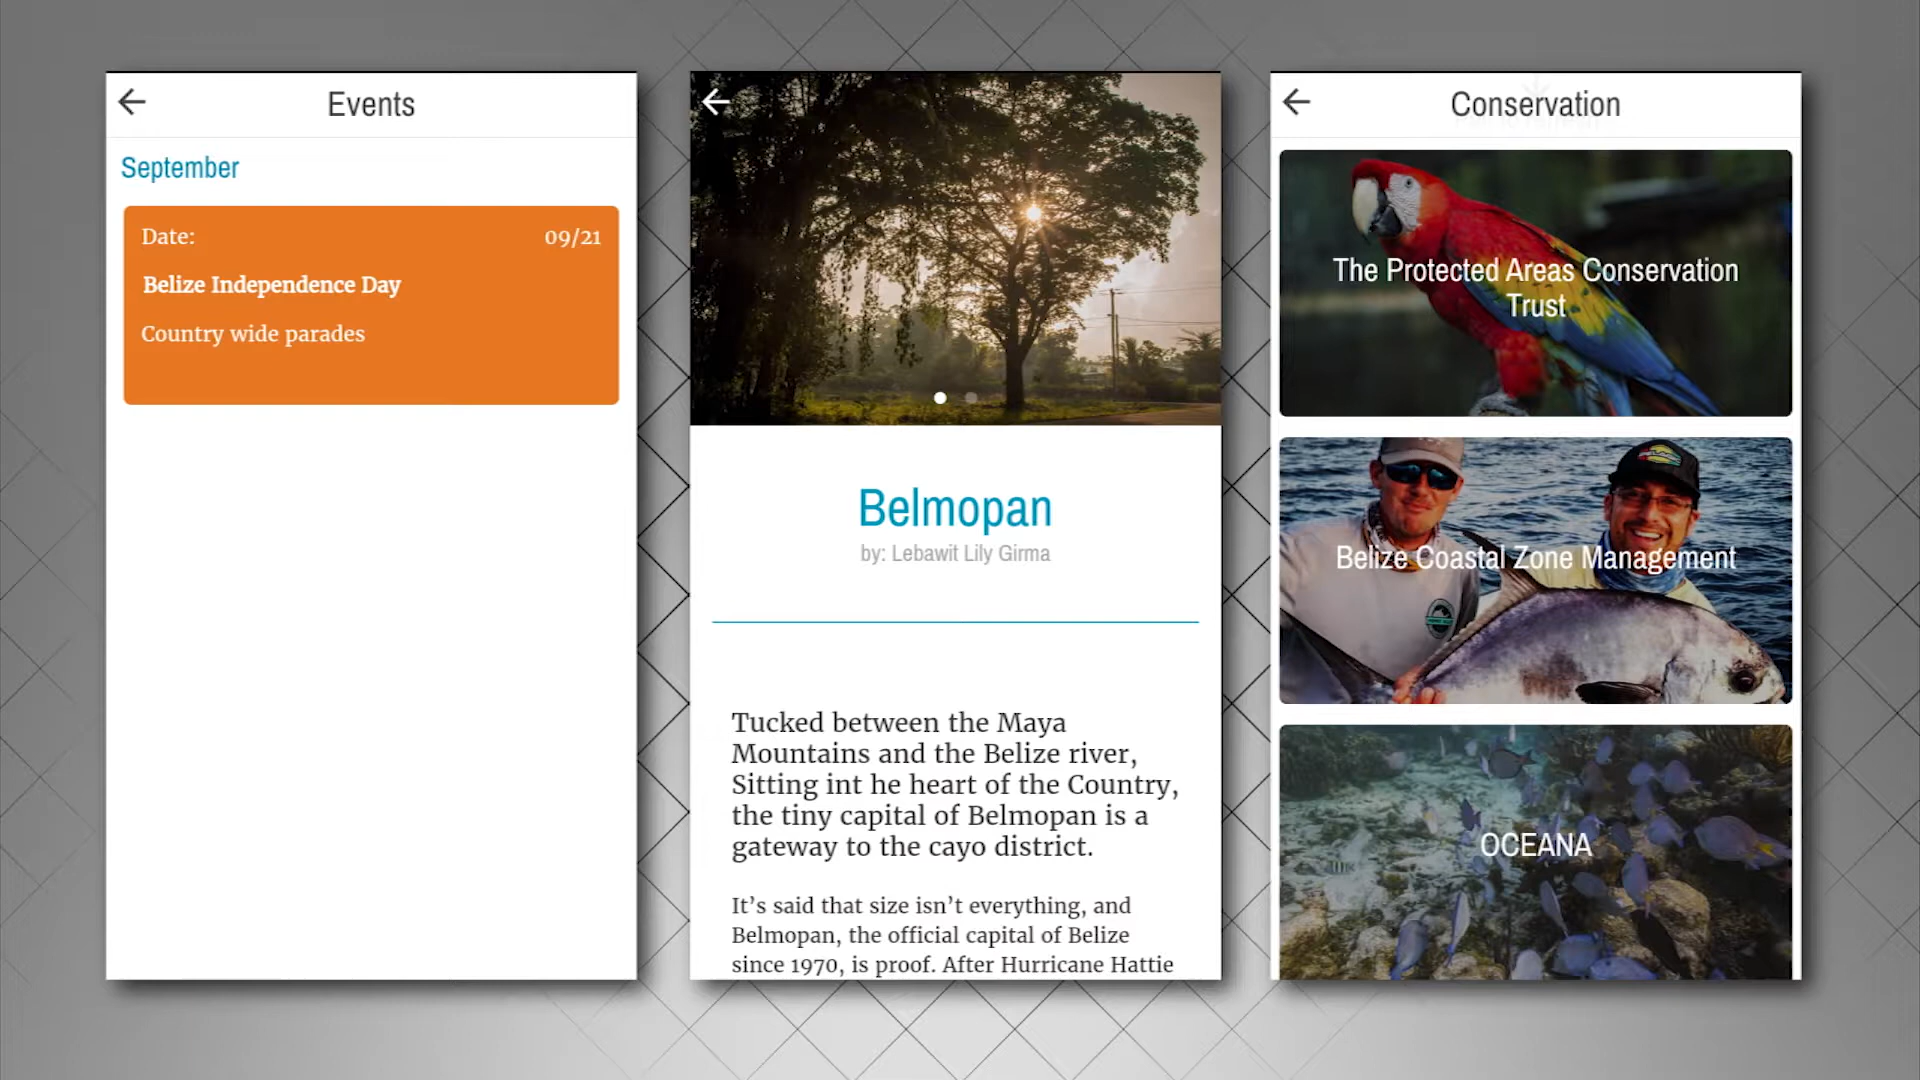 Events
September
Date: 09/21
Belize Independence Day
Country wide parades
Belmopan
by: Lebawit Lily Girma
Tucked between the Maya
Mountains and the Belize river,
Sitting int he heart of the Country,
the tiny capital of Belmopan is a
gateway to the cayo district.
It’s said that size isn’t everything, and
Belmopan, the official capital of Belize
since 1970, is proof. After Hurricane Hattie
Conservation
The Protected Areas Conservation
Trust
Belize Coastal Zone Management
OCEANA